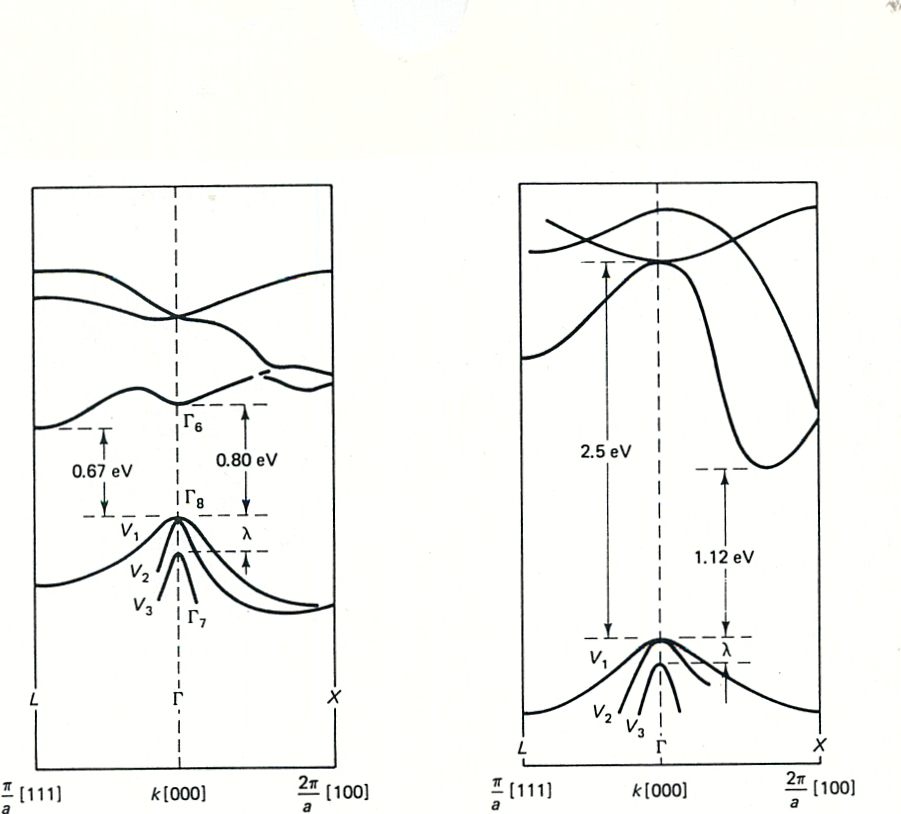 Γ6
0.67 eV
0.80 eV
Γ8
V1
λ
V2
V3
Γ7
L
Γ
X
π/a [111]
k[000]
2π/a [100]
2.5 eV
1.12 eV
V1
λ
V2
V3
L
Γ
X
π/a [111]
k[000]
2π/a [100]